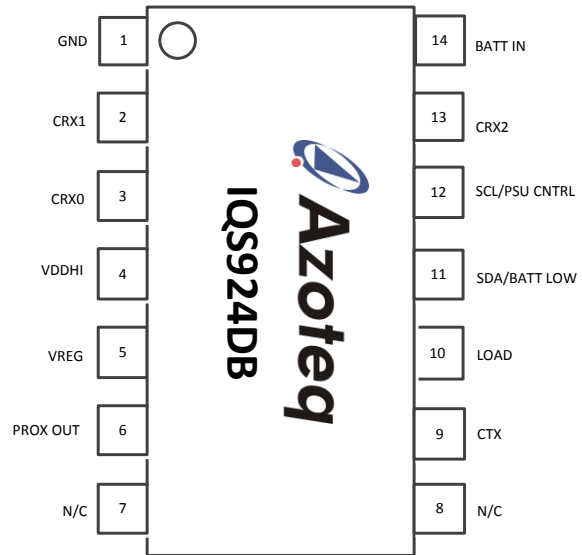 GND 1
CRX1 2
CRX0 3
VDDHI 4
VREG 5
PROX OUT 6
N/C 7
IQS924DB
Azoteq
14 BATT IN
13 CRX2
12 SCL/PSU CNTRL
11 SDA/BATT LOW
10 LOAD
9 CTX
8 N/C